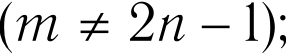 (m ≠ 2n − 1);